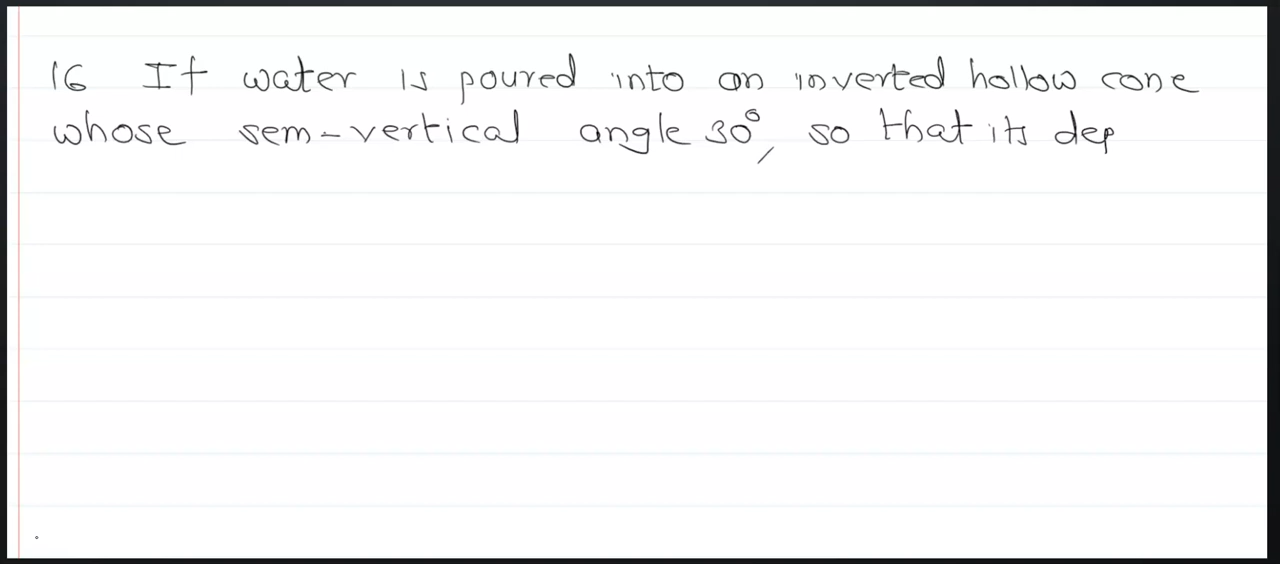 16 If water is poured into an inverted hollow cone
whose sem-vertical angle 30°, so that its dep